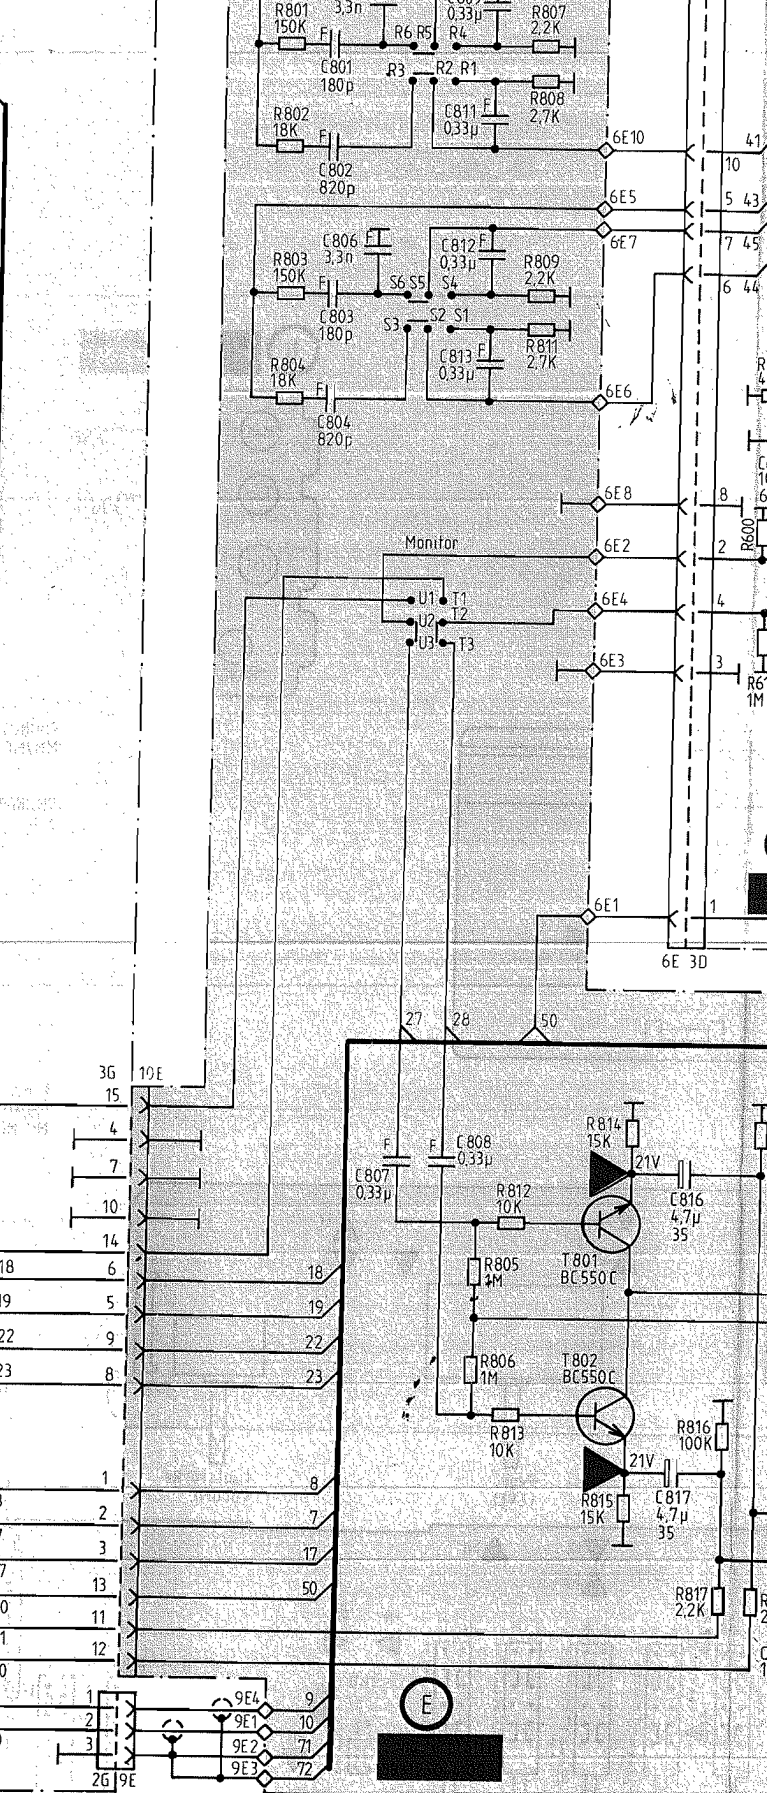 R801
150K
3,3n
0,33µ
R807
2,2K
F
R6 R5 R4
C801
180p
R3 R2 R1
R808
2,7K
F
C811
0,33µ
R802
18K
F
C802
820p
6E10
41
10
6E5
5 43
6E7
7 45
6 44
C806
3,3n
F
C812
0,33µ
F
R809
2,2K
R803
150K
F
S6 S5 S4
C803
180p
S3 S2 S1
R811
2,7K
C813
0,33µ
F
R804
18K
F
C804
820p
6E6
6E8
8
R600
Monitor
6E2
2
U1 T1
U2 T2
U3 T3
6E4
4
6E3
3
1M
6E1
1
6E 3D
27
28
50
3G 10E
15
4
7
10
14
18 6 18
19 5 19
22 9 22
23 8 23
F
C807
0,33µ
F
C808
0,33µ
R814
15K
21V
C816
4,7µ
35
R812
10K
T801
BC550C
R805
1M
R806
1M
T802
BC550C
R813
10K
21V
R816
100K
C817
4,7µ
35
R815
15K
R817
2,2K
1 8
2 7
3 17
13 50
11
12
1 9E4 9
2 9E1 10
3 9E2 71
9E3 72
2G 9E
E